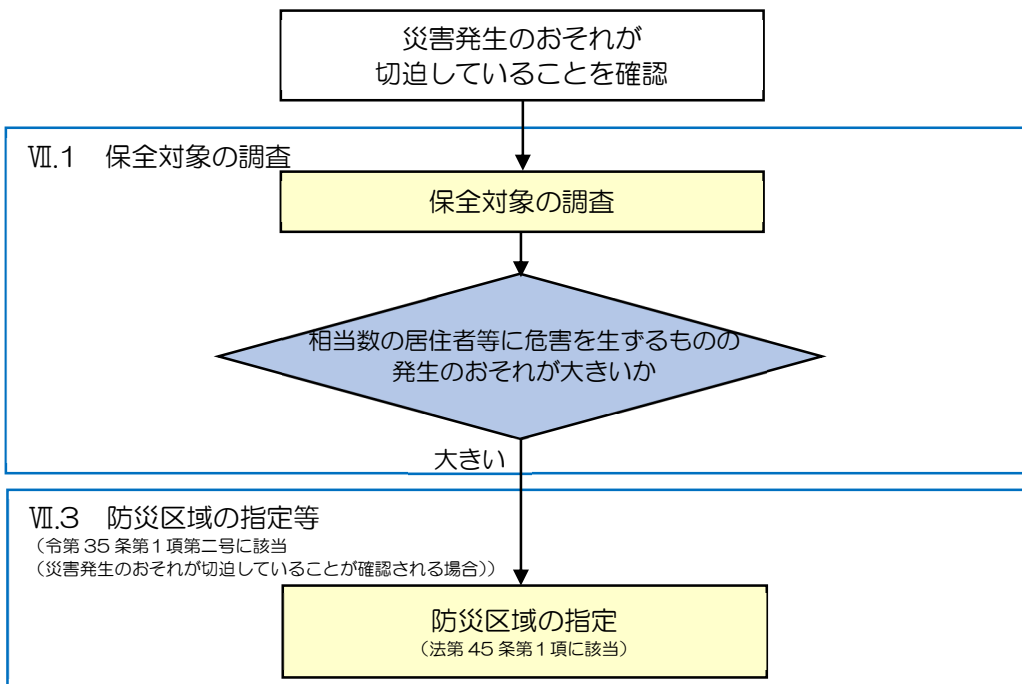 災害発生のおそれが
切迫していることを確認
Ⅶ.1　保全対象の調査
保全対象の調査
相当数の居住者等に危害を生ずるものの
発生のおそれが大きいか
大きい
Ⅶ.3　防災区域の指定等
（令第 35 条第１項第二号に該当
（災害発生のおそれが切迫していることが確認される場合））
防災区域の指定
（法第 45 条第１項に該当）